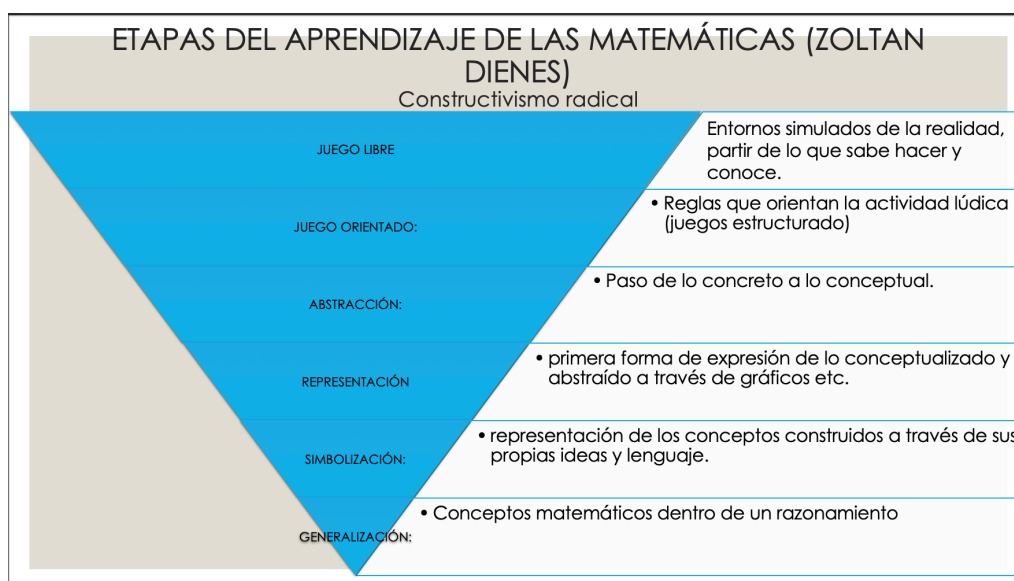 ETAPAS DEL APRENDIZAJE DE LAS MATEMÁTICAS (ZOLTAN
DIENES)
Constructivismo radical
JUEGO LIBRE
Entornos simulados de la realidad,
partir de lo que sabe hacer y
conoce.
JUEGO ORIENTADO:
• Reglas que orientan la actividad lúdica
(juegos estructurado)
ABSTRACCIÓN:
• Paso de lo concreto a lo conceptual.
REPRESENTACIÓN
• primera forma de expresión de lo conceptualizado y
abstraído a través de gráficos etc.
SIMBOLIZACIÓN:
• representación de los conceptos construidos a través de sus
propias ideas y lenguaje.
GENERALIZACIÓN:
• Conceptos matemáticos dentro de un razonamiento